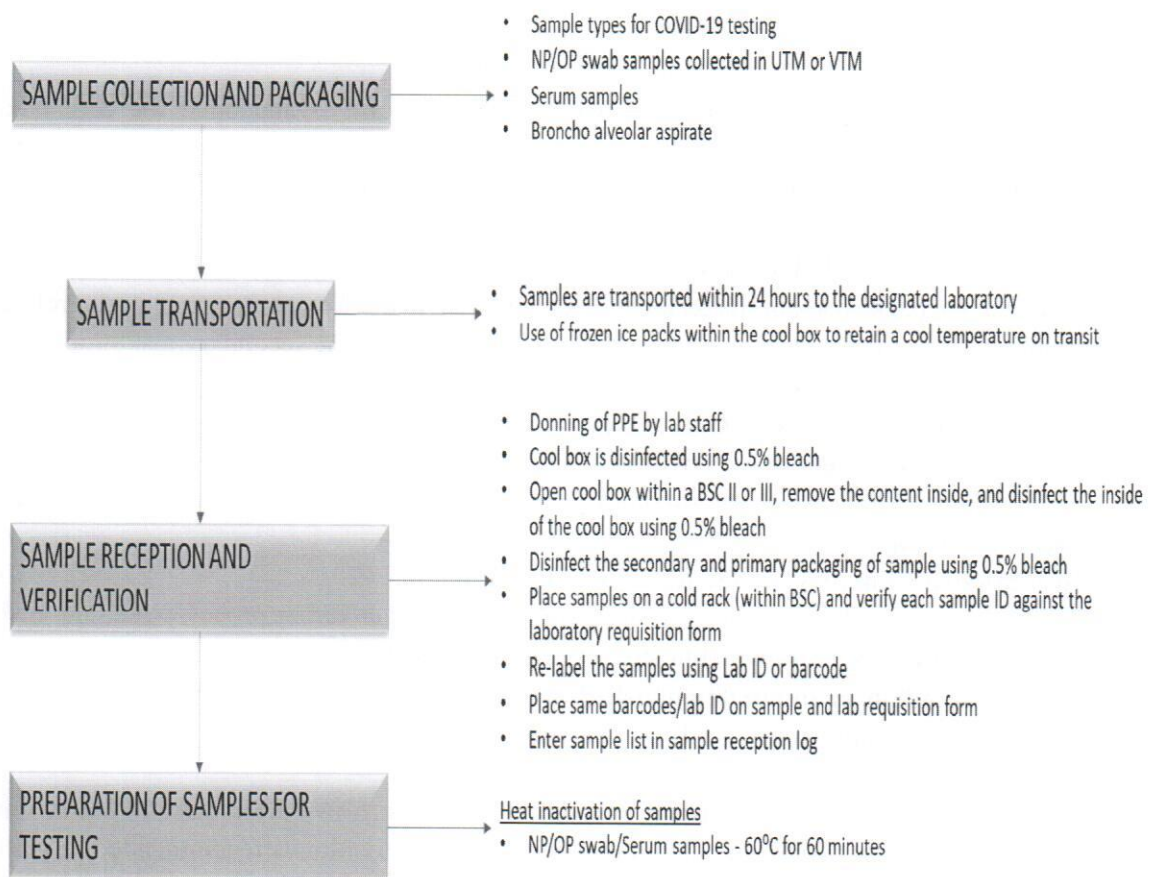 SAMPLE COLLECTION AND PACKAGING
• Sample types for COVID-19 testing
• NP/OP swab samples collected in UTM or VTM
• Serum samples
• Broncho alveolar aspirate
SAMPLE TRANSPORTATION
• Samples are transported within 24 hours to the designated laboratory
• Use of frozen ice packs within the cool box to retain a cool temperature on transit
SAMPLE RECEPTION AND
VERIFICATION
• Donning of PPE by lab staff
• Cool box is disinfected using 0.5% bleach
• Open cool box within a BSC II or III, remove the content inside, and disinfect the inside
of the cool box using 0.5% bleach
• Disinfect the secondary and primary packaging of sample using 0.5% bleach
• Place samples on a cold rack (within BSC) and verify each sample ID against the
laboratory requisition form
• Re-label the samples using Lab ID or barcode
• Place same barcodes/lab ID on sample and lab requisition form
• Enter sample list in sample reception log
PREPARATION OF SAMPLES FOR
TESTING
Heat inactivation of samples
• NP/OP swab/Serum samples - 60⁰C for 60 minutes